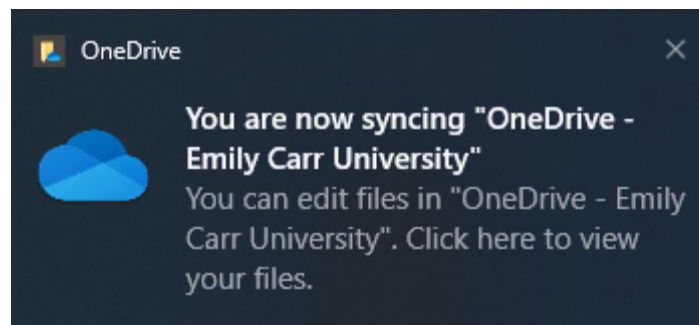 OneDrive
You are now syncing "OneDrive -
Emily Carr University"
You can edit files in "OneDrive - Emily
Carr University". Click here to view
your files.